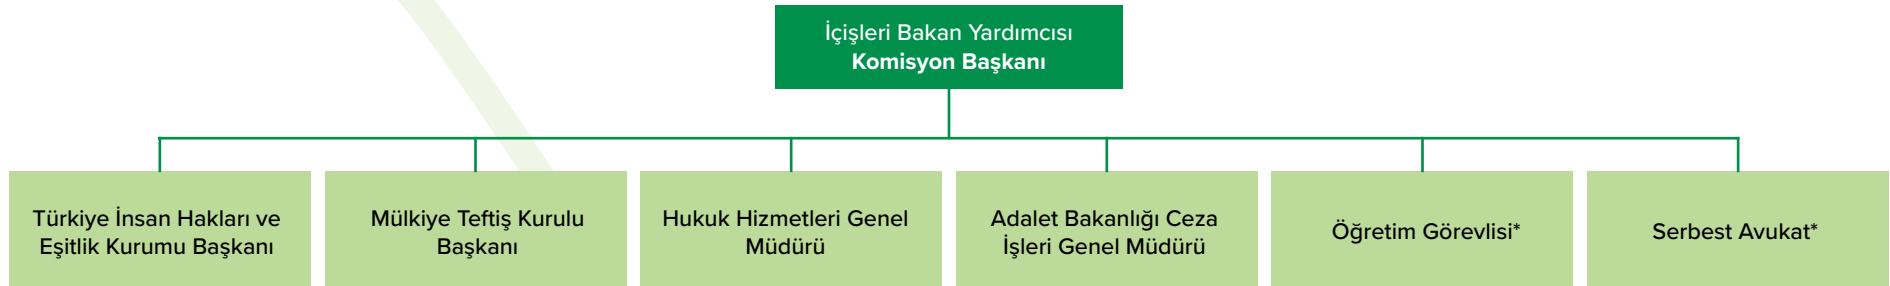 İçişleri Bakan Yardımcısı
Komisyon Başkanı
Türkiye İnsan Hakları ve
Eşitlik Kurumu Başkanı
Mülkiye Teftiş Kurulu
Başkanı
Hukuk Hizmetleri Genel
Müdürü
Adalet Bakanlığı Ceza
İşleri Genel Müdürü
Öğretim Görevlisi*
Serbest Avukat*